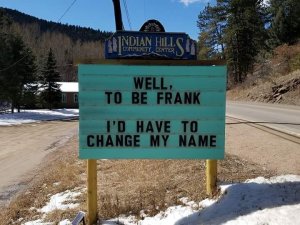 INDIAN HILLS
COMMUNITY CENTER
WELL,
TO BE FRANK
I'D HAVE TO
CHANGE MY NAME